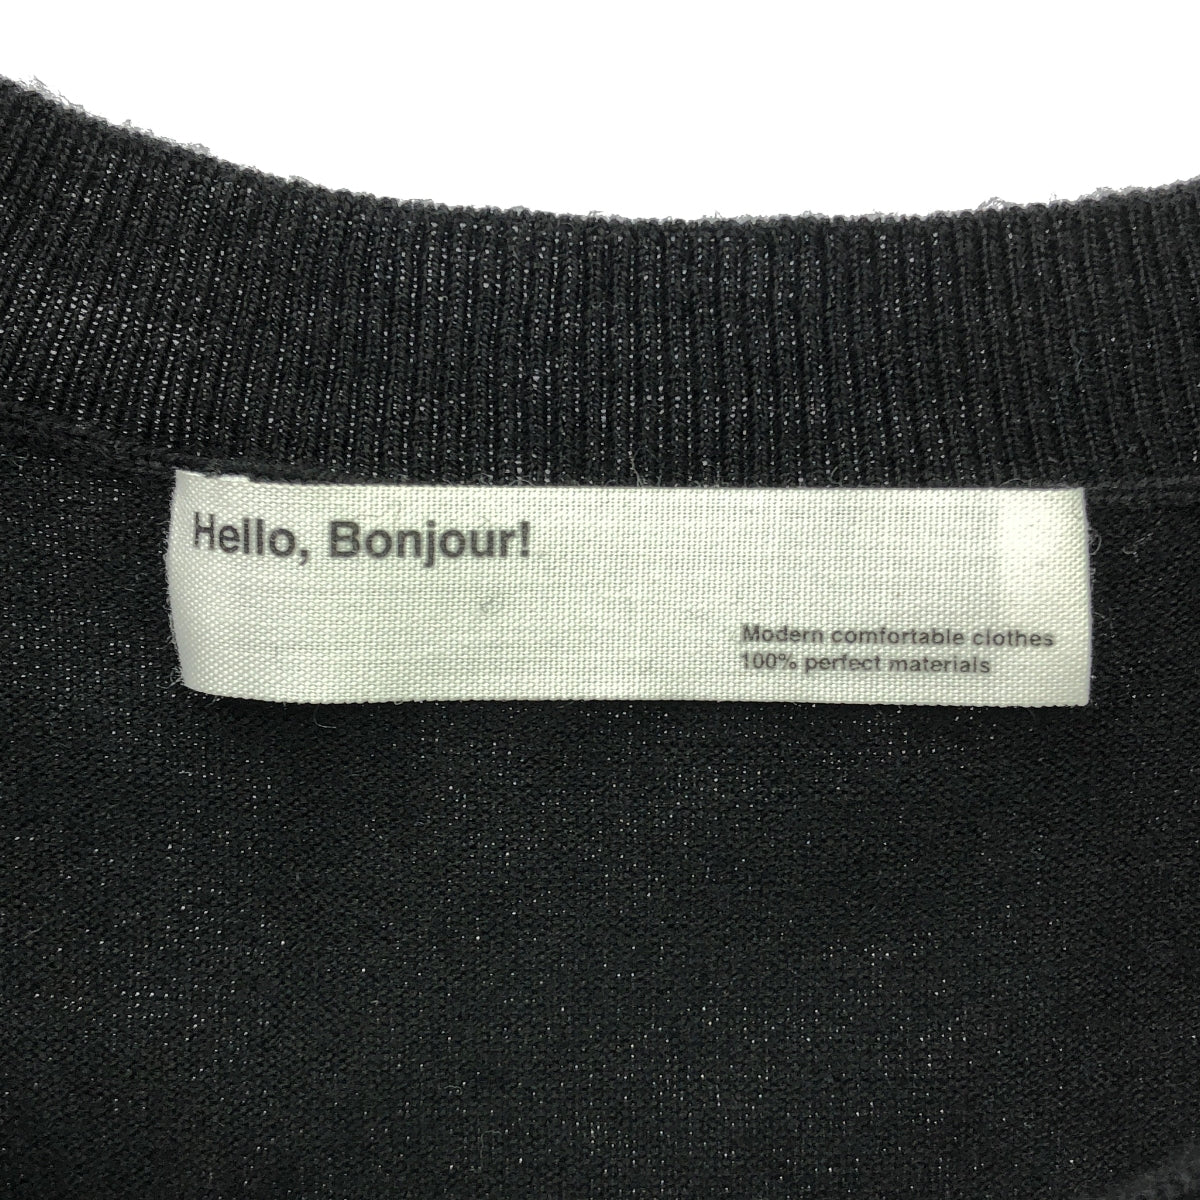 Hello, Bonjour!
Modern comfortable clothes
100% perfect materials